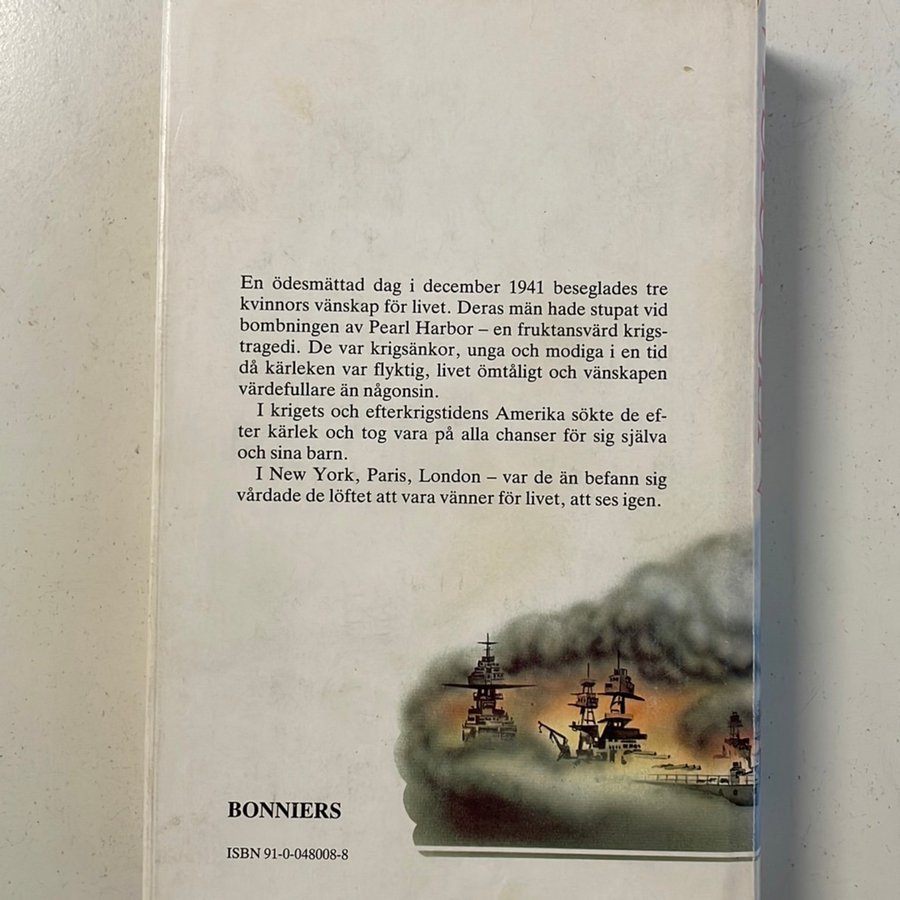 En ödesmättad dag i december 1941 beseglades tre
kvinnors vänskap för livet. Deras män hade stupat vid
bombningen av Pearl Harbor – en fruktansvärd krigs-
tragedi. De var krigsänkor, unga och modiga i en tid
då kärleken var flyktig, livet ömtåligt och vänskapen
värdefullare än någonsin.
I krigets och efterkrigstidens Amerika sökte de ef-
ter kärlek och tog vara på alla chanser för sig själva
och sina barn.
I New York, Paris, London – var de än befann sig
vårdade de löftet att vara vänner för livet, att ses igen.
BONNIERS
ISBN 91-0-048008-8